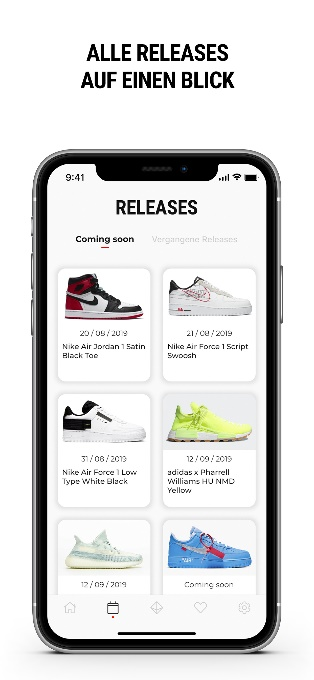 ALLE RELEASES
AUF EINEN BLICK
9:41
RELEASES
Coming soon
Vergangene Releases
20 / 08 / 2019
Nike Air Jordan 1 Satin
Black Toe
21 / 08 / 2019
Nike Air Force 1 Script
Swoosh
31 / 08 / 2019
Nike Air Force 1 Low
Type White Black
12 / 09 / 2019
adidas x Pharrell
Williams HU NMD
Yellow
12 / 09 / 2019
Coming soon